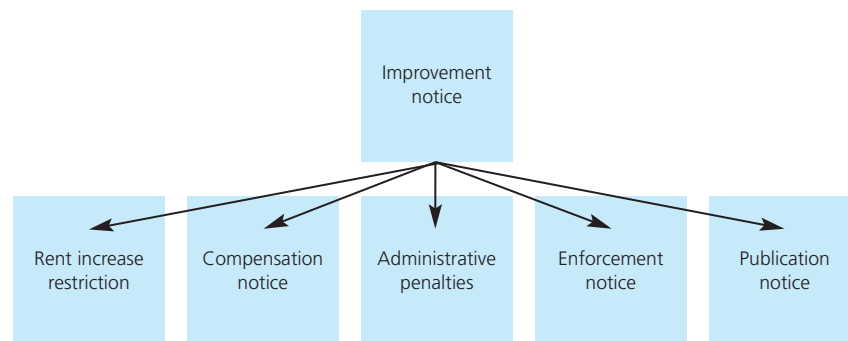 Improvement
notice
Rent increase
restriction
Compensation
notice
Administrative
penalties
Enforcement
notice
Publication
notice